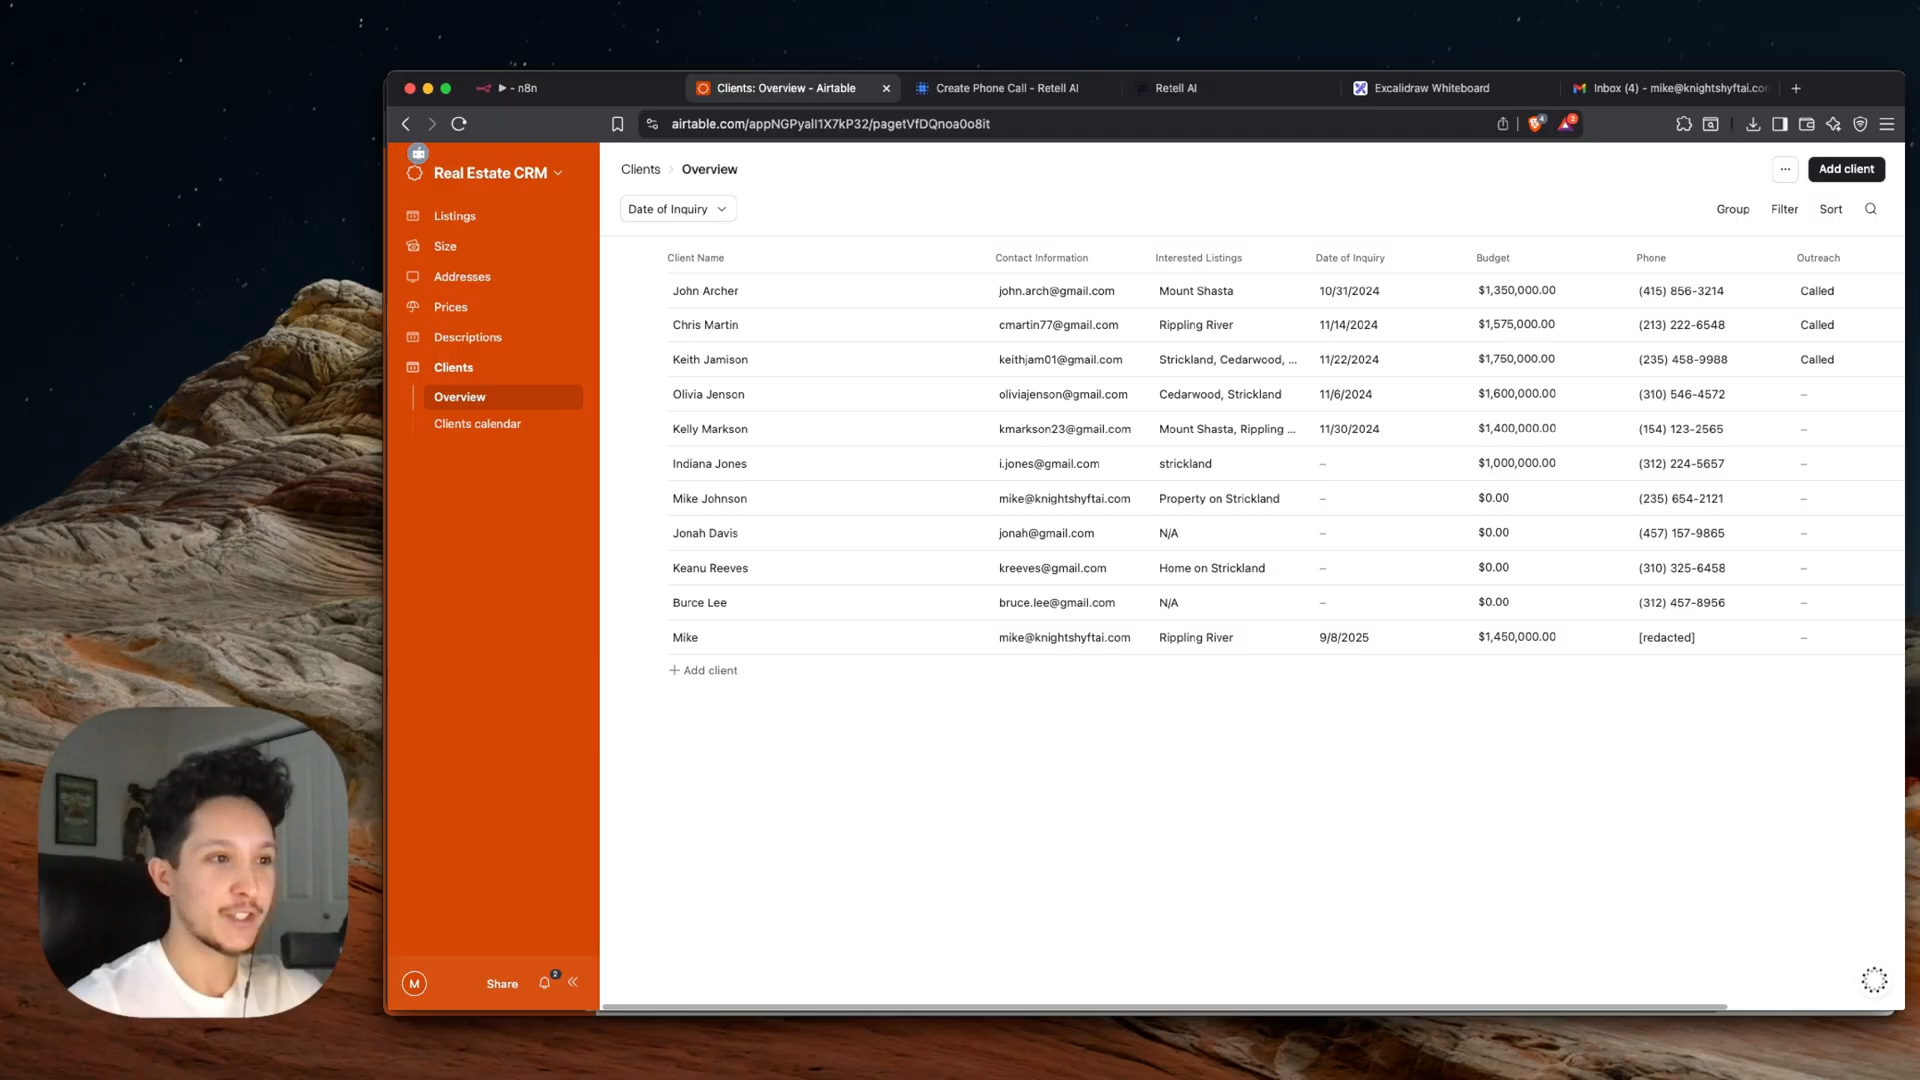 - n8n
Clients: Overview - Airtable
Create Phone Call - Retell AI
Retell AI
Excalidraw Whiteboard
Inbox (4) - mike@knightshyftai.con
airtable.com/appNGPyalI1X7kP32/pagetVfDQnoa0o8it
4
2
Real Estate CRM
Listings
Size
Addresses
Prices
Descriptions
Clients
Overview
Clients calendar
M
Share
2
Clients > Overview
Add client
Date of Inquiry
Group Filter Sort
Client Name Contact Information Interested Listings Date of Inquiry Budget Phone Outreach
John Archer john.arch@gmail.com Mount Shasta 10/31/2024 $1,350,000.00 (415) 856-3214 Called
Chris Martin cmartin77@gmail.com Rippling River 11/14/2024 $1,575,000.00 (213) 222-6548 Called
Keith Jamison keithjam01@gmail.com Strickland, Cedarwood, ... 11/22/2024 $1,750,000.00 (235) 458-9988 Called
Olivia Jenson oliviajenson@gmail.com Cedarwood, Strickland 11/6/2024 $1,600,000.00 (310) 546-4572 –
Kelly Markson kmarkson23@gmail.com Mount Shasta, Rippling ... 11/30/2024 $1,400,000.00 (154) 123-2565 –
Indiana Jones i.jones@gmail.com strickland – $1,000,000.00 (312) 224-5657 –
Mike Johnson mike@knightshyftai.com Property on Strickland – $0.00 (235) 654-2121 –
Jonah Davis jonah@gmail.com N/A – $0.00 (457) 157-9865 –
Keanu Reeves kreeves@gmail.com Home on Strickland – $0.00 (310) 325-6458 –
Burce Lee bruce.lee@gmail.com N/A – $0.00 (312) 457-8956 –
Mike mike@knightshyftai.com Rippling River 9/8/2025 $1,450,000.00 [redacted] –
+ Add client